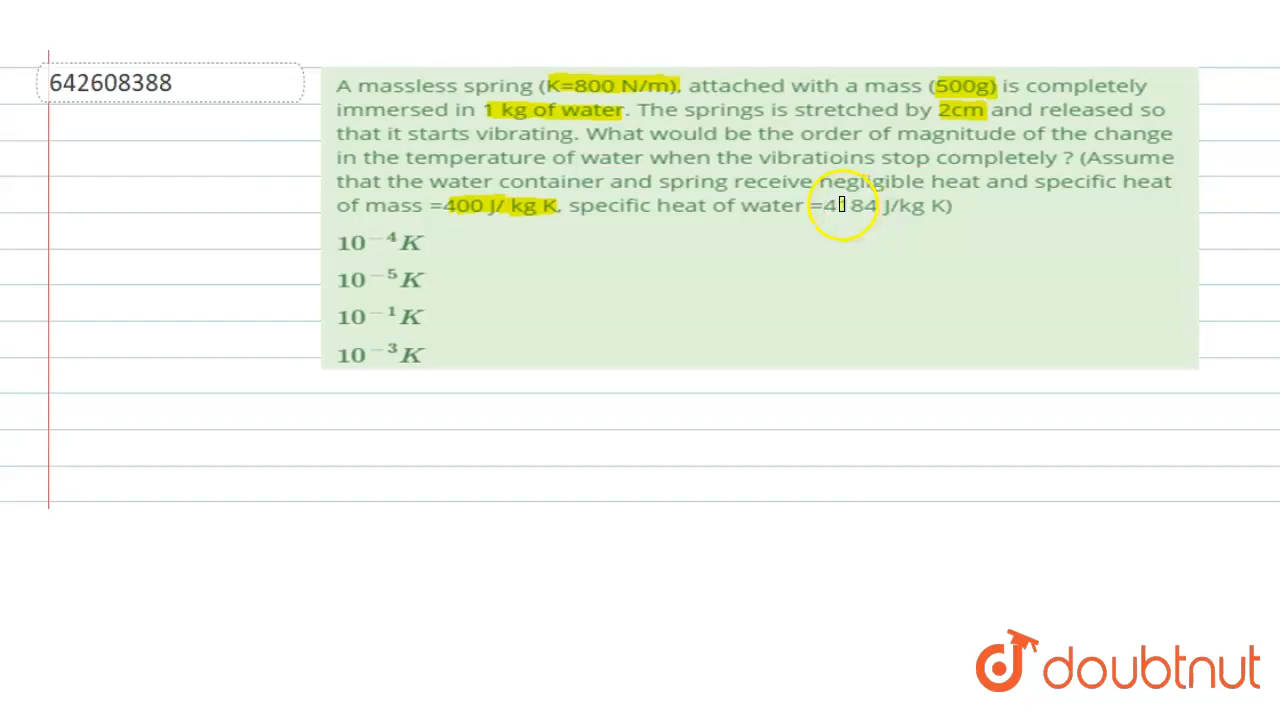 642608388
A massless spring (K=800 N/m), attached with a mass (500g) is completely
immersed in 1 kg of water. The springs is stretched by 2cm and released so
that it starts vibrating. What would be the order of magnitude of the change
in the temperature of water when the vibratioins stop completely ? (Assume
that the water container and spring receive negligible heat and specific heat
of mass =400 J/ kg K, specific heat of water =4184 J/kg K)
10⁻⁴K
10⁻⁵K
10⁻¹K
10⁻³K
doubtnut